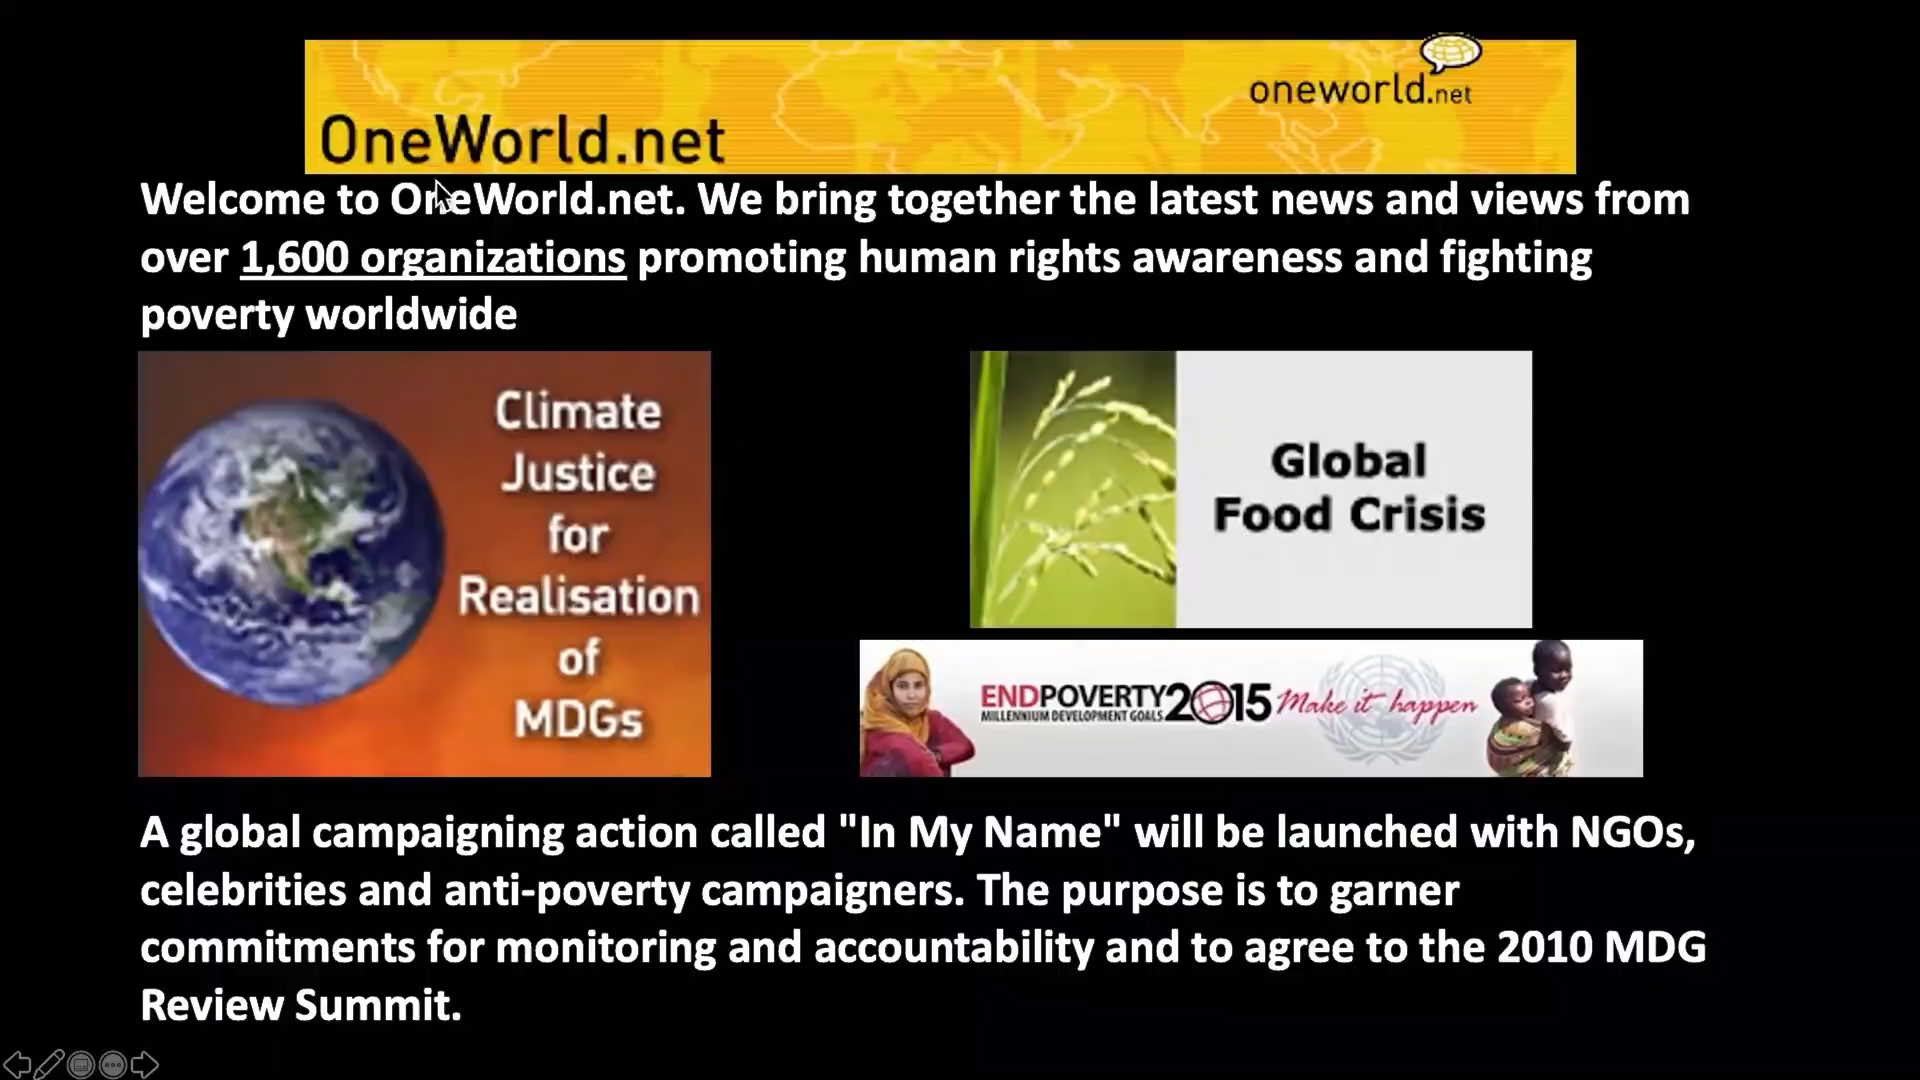 oneworld.net
OneWorld.net
Welcome to OneWorld.net. We bring together the latest news and views from
over 1,600 organizations promoting human rights awareness and fighting
poverty worldwide
Climate
Justice
for
Realisation
of
MDGs
Global
Food Crisis
ENDPOVERTY2015 Make it happen
MILLENNIUM DEVELOPMENT GOALS
A global campaigning action called "In My Name" will be launched with NGOs,
celebrities and anti-poverty campaigners. The purpose is to garner
commitments for monitoring and accountability and to agree to the 2010 MDG
Review Summit.